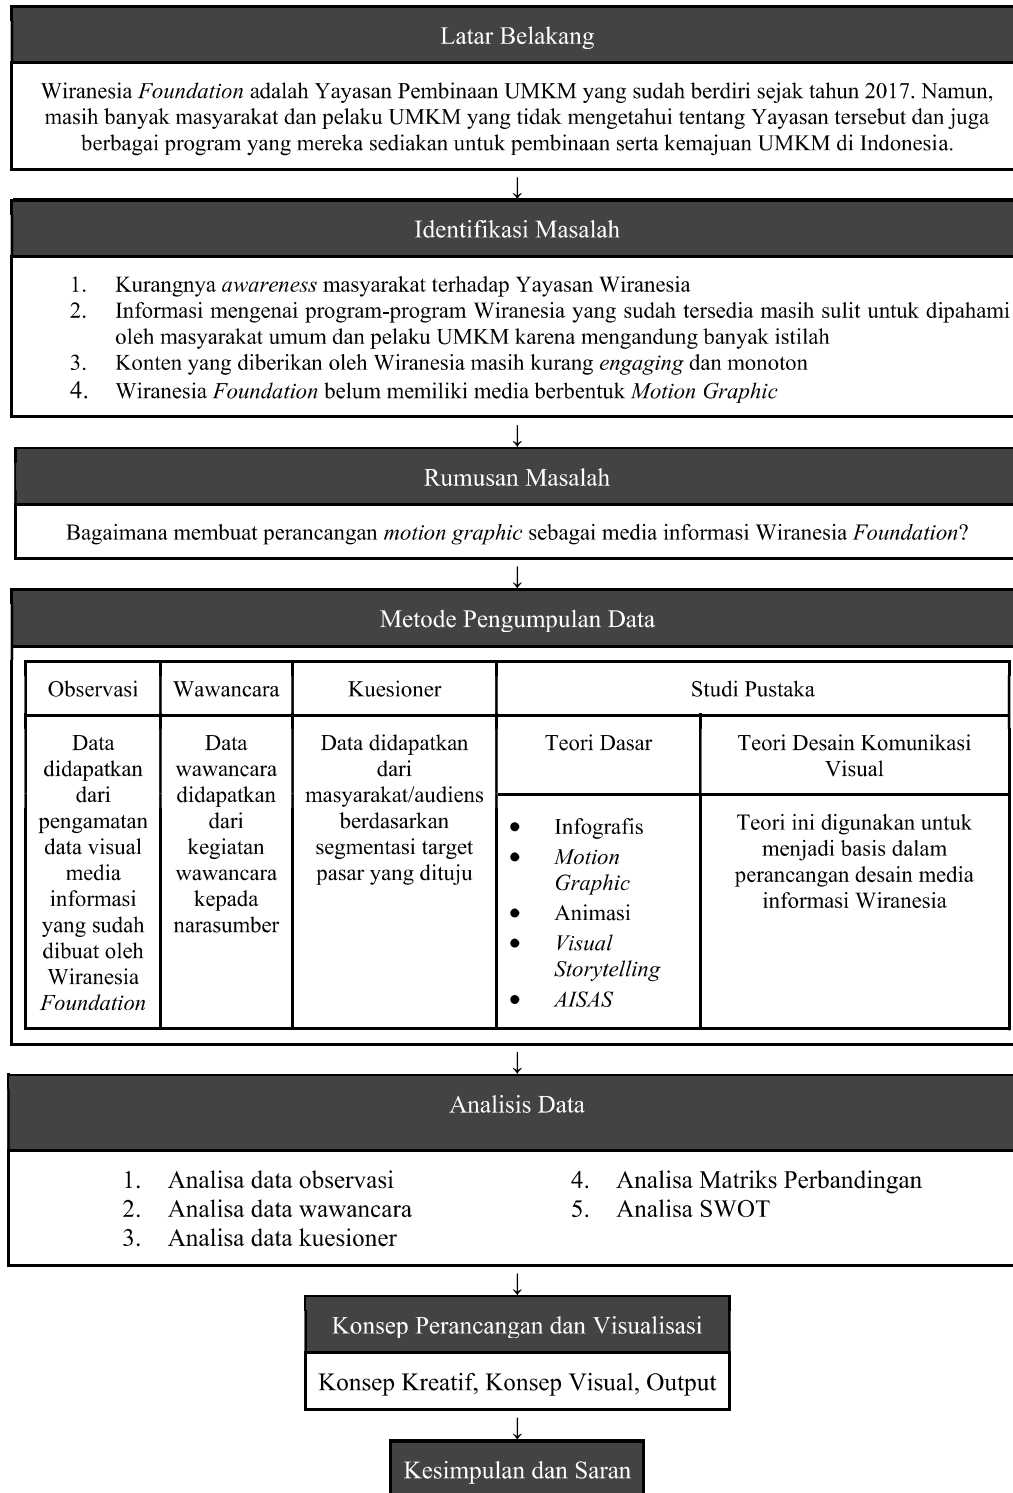 Latar Belakang
Wiranesia Foundation adalah Yayasan Pembinaan UMKM yang sudah berdiri sejak tahun 2017. Namun,
masih banyak masyarakat dan pelaku UMKM yang tidak mengetahui tentang Yayasan tersebut dan juga
berbagai program yang mereka sediakan untuk pembinaan serta kemajuan UMKM di Indonesia.
↓
Identifikasi Masalah
1. Kurangnya awareness masyarakat terhadap Yayasan Wiranesia
2. Informasi mengenai program-program Wiranesia yang sudah tersedia masih sulit untuk dipahami
oleh masyarakat umum dan pelaku UMKM karena mengandung banyak istilah
3. Konten yang diberikan oleh Wiranesia masih kurang engaging dan monoton
4. Wiranesia Foundation belum memiliki media berbentuk Motion Graphic
↓
Rumusan Masalah
Bagaimana membuat perancangan motion graphic sebagai media informasi Wiranesia Foundation?
↓
Metode Pengumpulan Data
Observasi
Data
didapatkan
dari
pengamatan
data visual
media
informasi
yang sudah
dibuat oleh
Wiranesia
Foundation
Wawancara
Data
wawancara
didapatkan
dari
kegiatan
wawancara
kepada
narasumber
Kuesioner
Data didapatkan
dari
masyarakat/audiens
berdasarkan
segmentasi target
pasar yang dituju
Studi Pustaka
Teori Dasar
• Infografis
• Motion
Graphic
• Animasi
• Visual
Storytelling
• AISAS
Teori Desain Komunikasi
Visual
Teori ini digunakan untuk
menjadi basis dalam
perancangan desain media
informasi Wiranesia
↓
Analisis Data
1. Analisa data observasi
2. Analisa data wawancara
3. Analisa data kuesioner
4. Analisa Matriks Perbandingan
5. Analisa SWOT
↓
Konsep Perancangan dan Visualisasi
Konsep Kreatif, Konsep Visual, Output
↓
Kesimpulan dan Saran